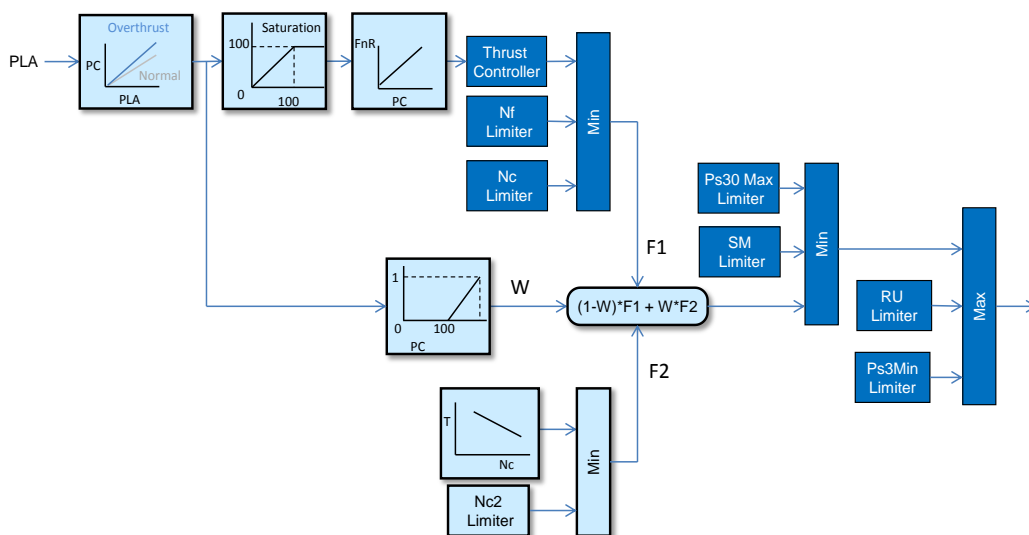 PLA
Overthrust
PC
Normal
PLA
Saturation
100
0
100
FnR
PC
Thrust
Controller
Nf
Limiter
Nc
Limiter
Min
F1
1
0
100
PC
W
(1-W)*F1 + W*F2
F2
T
Nc
Nc2
Limiter
Min
Ps30 Max
Limiter
SM
Limiter
Min
RU
Limiter
Ps3Min
Limiter
Max